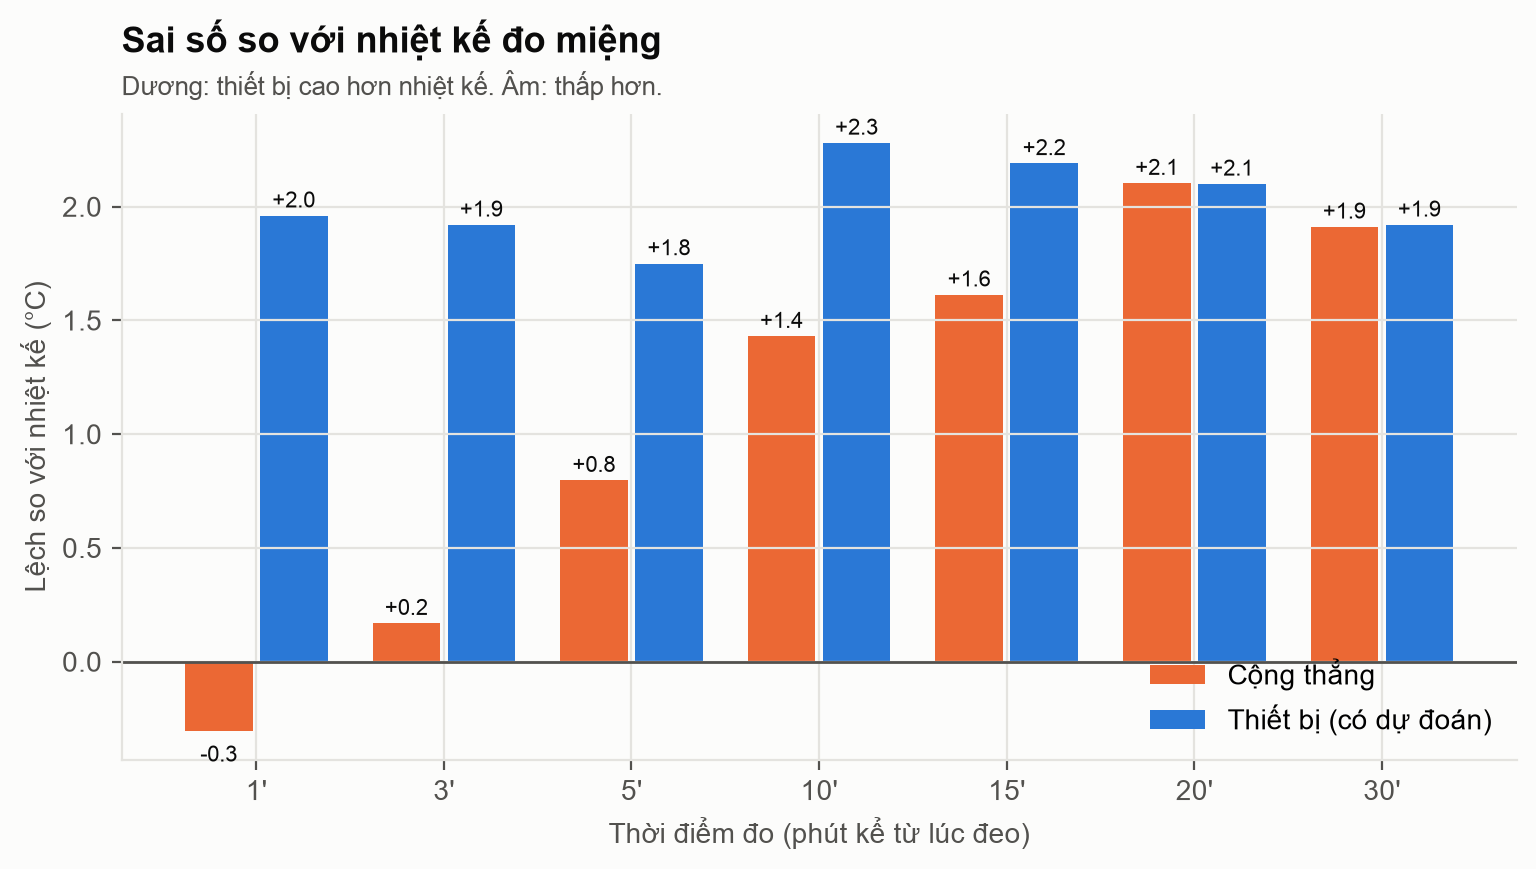 Sai số so với nhiệt kế đo miệng
Dương: thiết bị cao hơn nhiệt kế. Âm: thấp hơn.
Lệch so với nhiệt kế (°C)
2.0
1.5
1.0
0.5
0.0
-0.3
+2.0
+0.2
+1.9
+0.8
+1.8
+1.4
+2.3
+1.6
+2.2
+2.1
+2.1
+1.9
+1.9
Cộng thẳng
Thiết bị (có dự đoán)
1' 3' 5' 10' 15' 20' 30'
Thời điểm đo (phút kể từ lúc đeo)